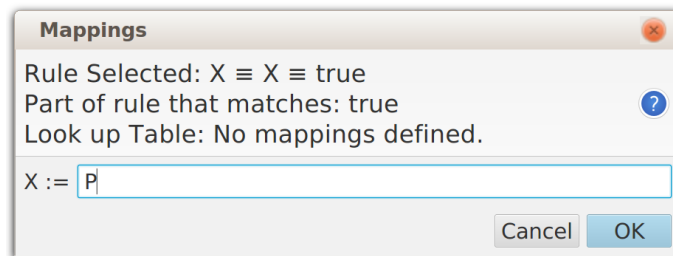 Mappings
Rule Selected: X ≡ X ≡ true
Part of rule that matches: true
?
Look up Table: No mappings defined.
X := P
Cancel OK